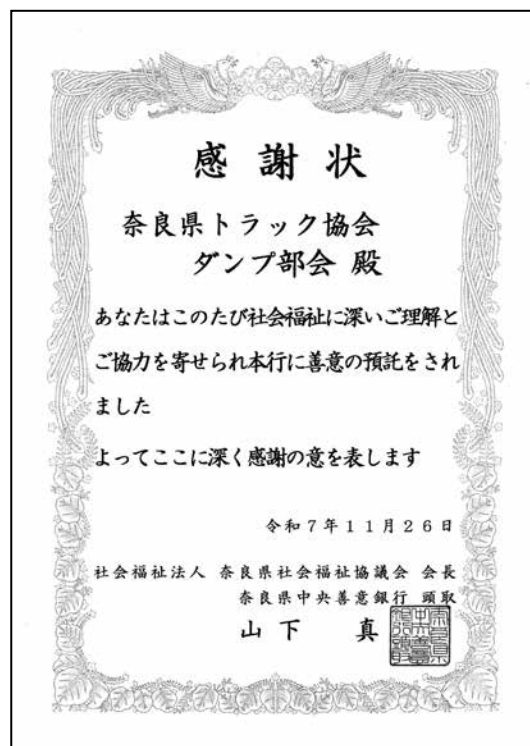 感謝状
奈良県トラック協会
ダンプ部会 殿
あなたはこのたび社会福祉に深いご理解と
ご協力を寄せられ本行に善意の預託をされ
ました
よってここに深く感謝の意を表します
令和7年11月26日
社会福祉法人 奈良県社会福祉協議会 会長
奈良県中央善意銀行 頭取
山下 真